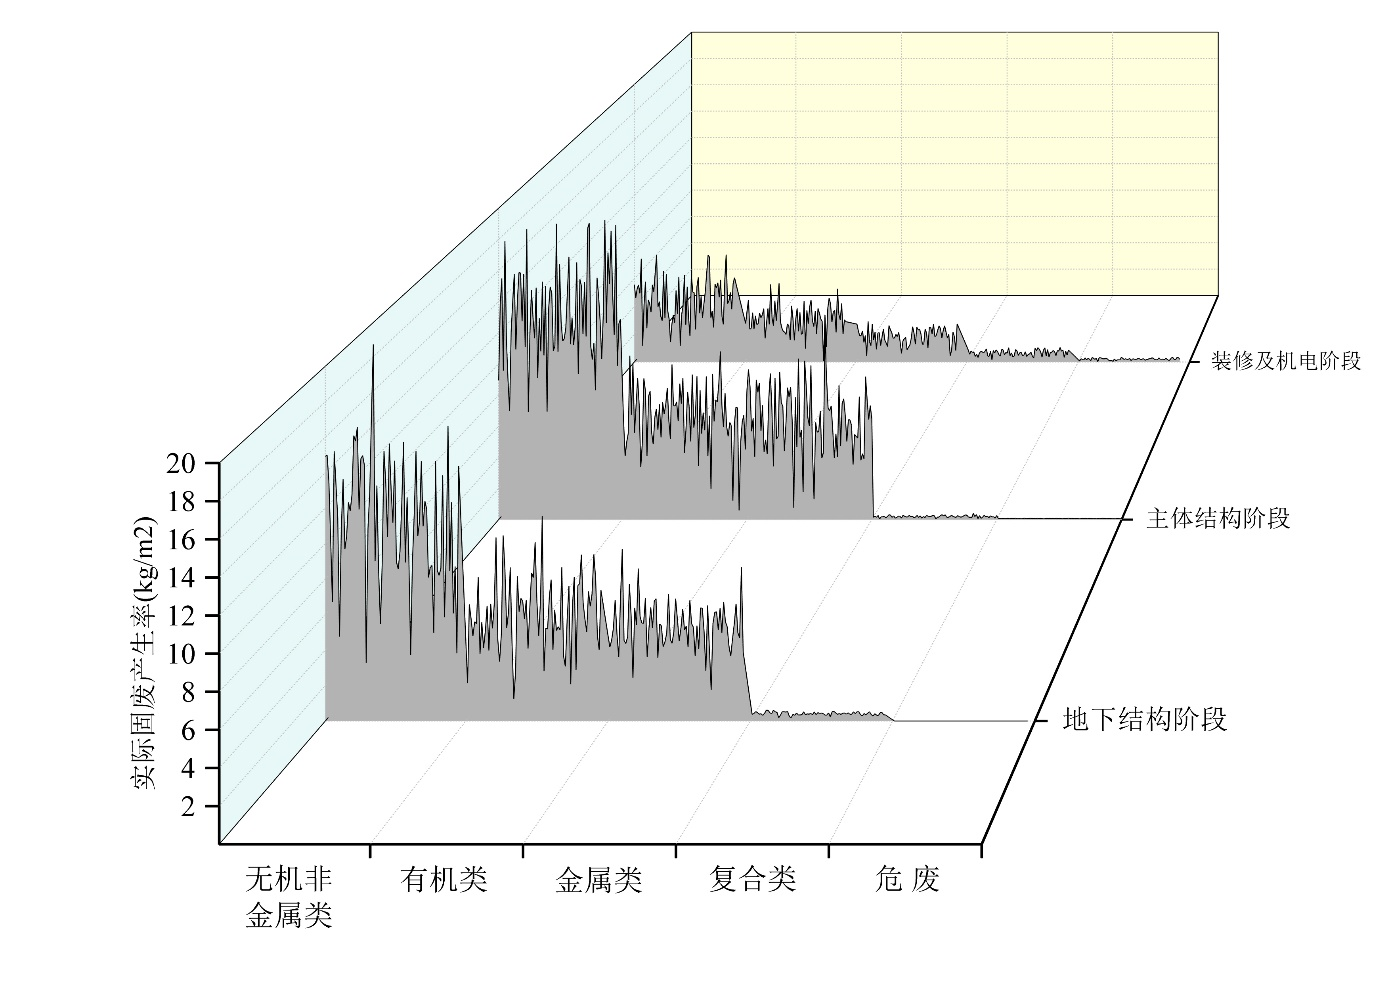 装修及机电阶段
主体结构阶段
地下结构阶段
实际固废产生率(kg/m2)
20
18
16
14
12
10
8
6
4
2
无机非
金属类
有机类
金属类
复合类
危 废